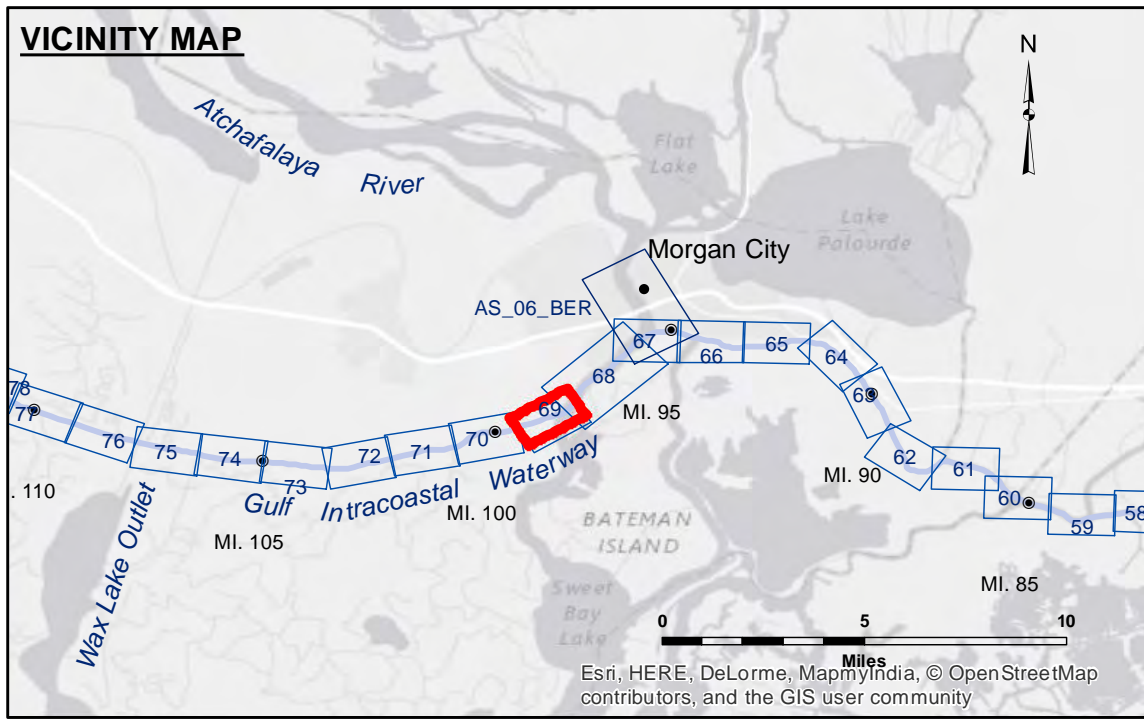 VICINITY MAP
N
Atchafalaya River
Flat
Lake
Lake
Palourde
Morgan City
AS_06_BER
67
66
65
64
63
68
69
MI. 95
62
61
60
59
58
MI. 90
MI. 85
78
77
76
75
74
73
72
71
70
. 110
MI. 105
MI. 100
Wax Lake Outlet
Gulf Intracoastal Waterway
BATEMAN
ISLAND
Sweet
Bay
Lake
0 5 10
Miles
Esri, HERE, DeLorme, MapmyIndia, © OpenStreetMap
contributors, and the GIS user community